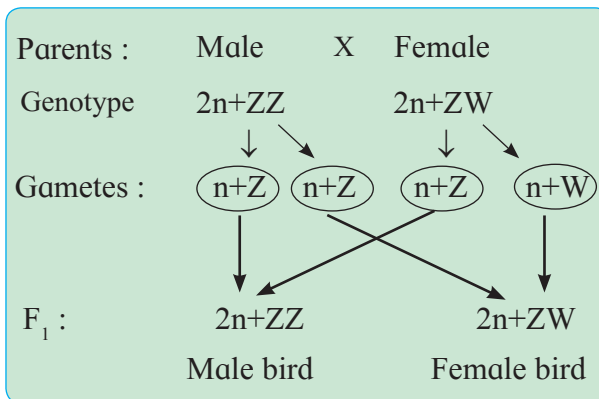 Parents : Male X Female
Genotype 2n+ZZ 2n+ZW
Gametes : n+Z n+Z n+Z n+W
F1 : 2n+ZZ 2n+ZW
Male bird Female bird